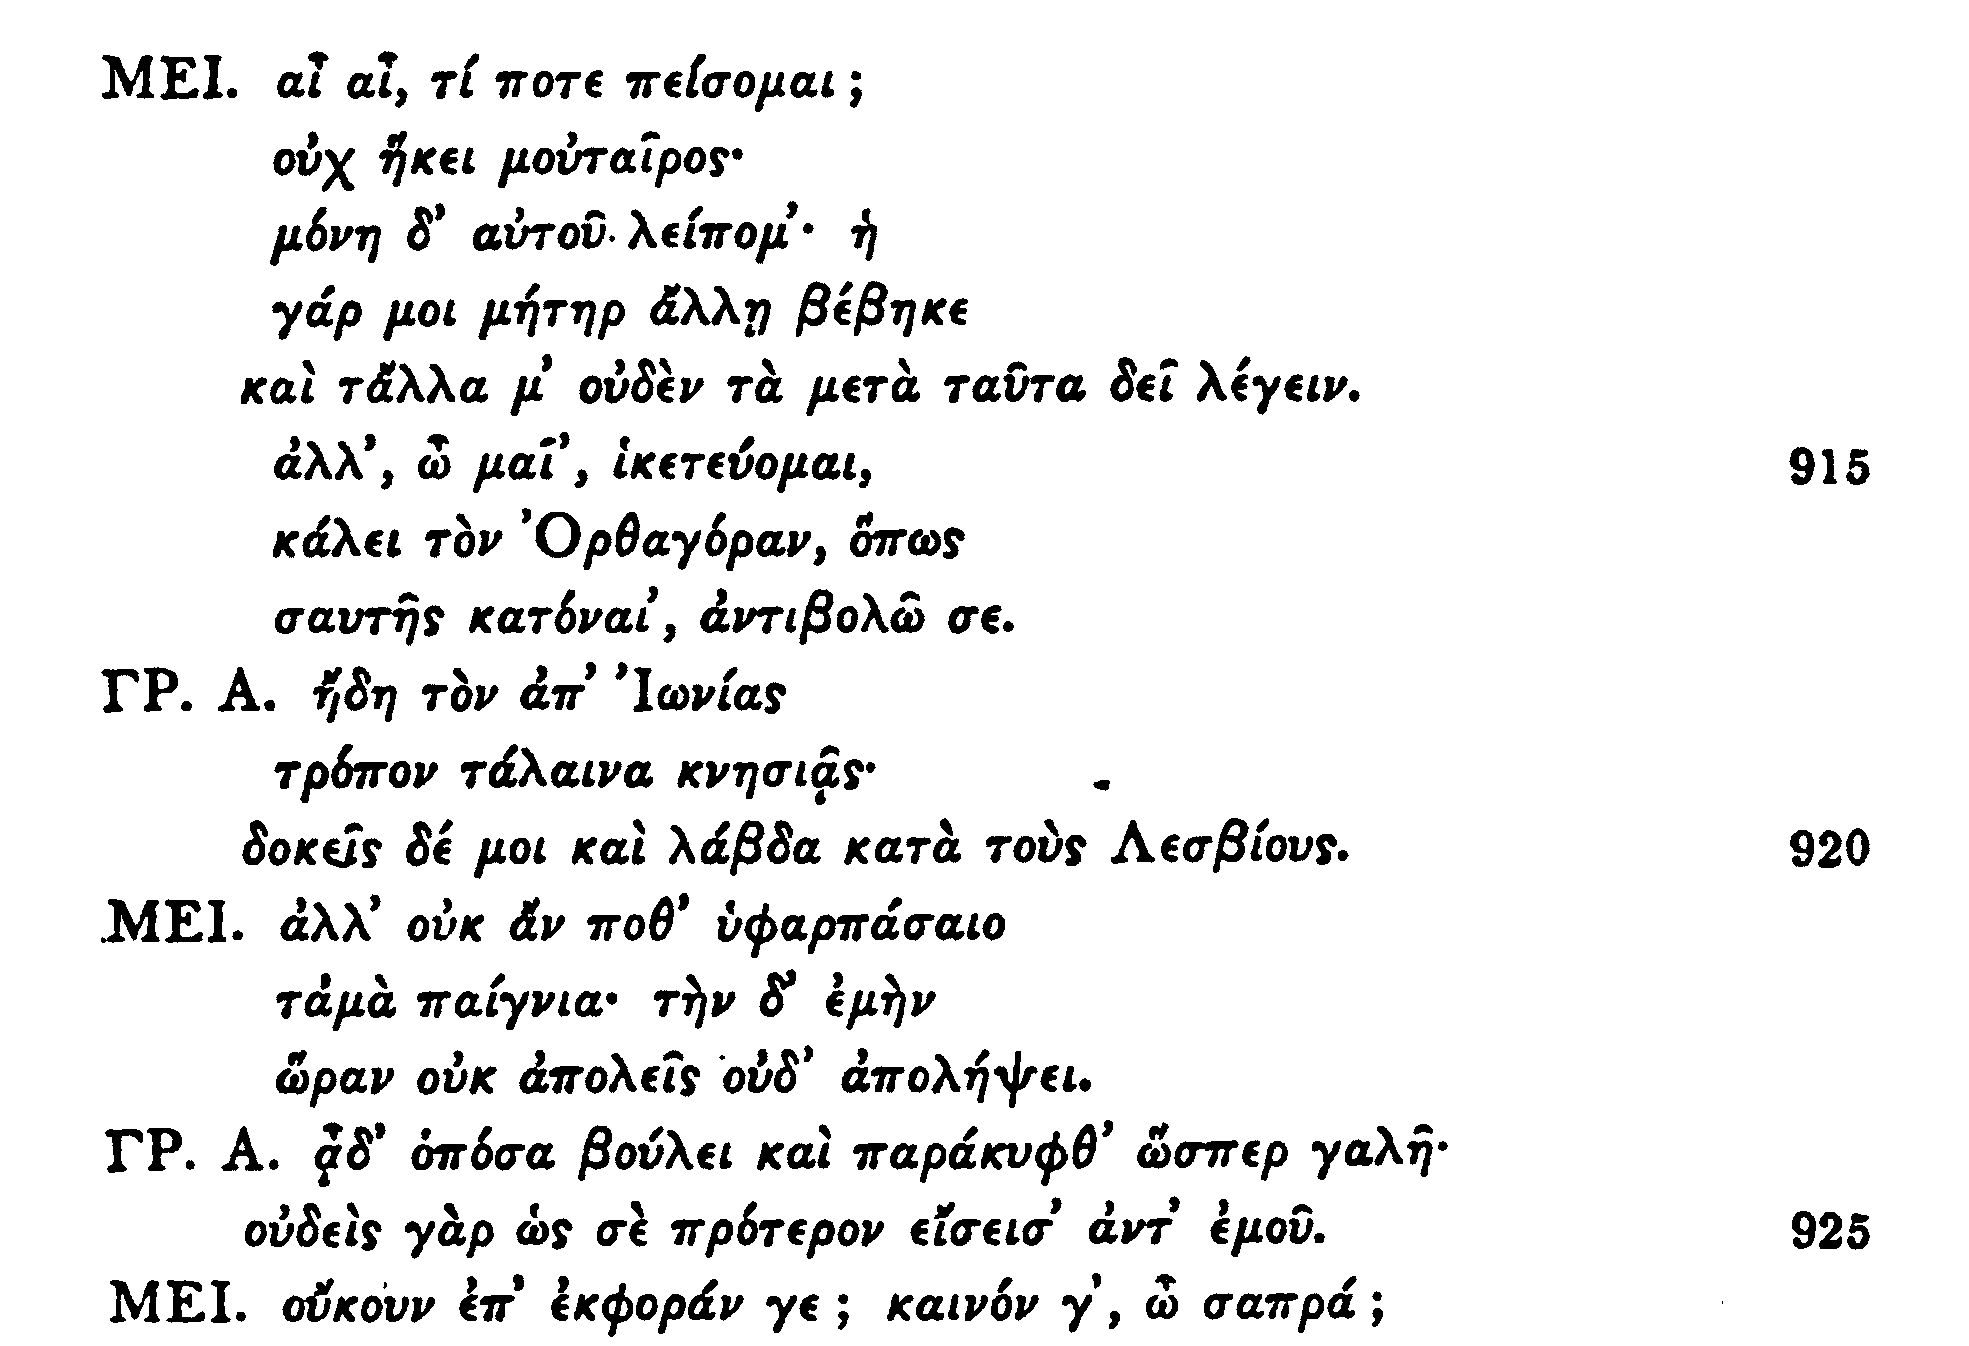 ΜΕΙ. αἶ αἶ, τί ποτε πείσομαι ;
οὐχ ἥκει μοὐταῖρος·
μόνη δ’ αὐτοῦ λείπομ’· ἡ
γάρ μοι μήτηρ ἄλλῃ βέβηκε
καὶ τἄλλα μ’ οὐδὲν τὰ μετὰ ταῦτα δεῖ λέγειν.
ἀλλ’, ὦ μαῖ’, ἱκετεύομαι, 915
κάλει τὸν Ὀρθαγόραν, ὅπως
σαυτῆς κατόναι’, ἀντιβολῶ σε.
ΓΡ. Α. ἤδη τὸν ἀπ’ Ἰωνίας
τρόπον τάλαινα κνησιᾷς·
δοκεῖς δέ μοι καὶ λάβδα κατὰ τοὺς Λεσβίους. 920
ΜΕΙ. ἀλλ’ οὐκ ἄν ποθ’ ὑφαρπάσαιο
τἀμὰ παίγνια· τὴν δ’ ἐμὴν
ὥραν οὐκ ἀπολεῖς οὐδ’ ἀπολήψει.
ΓΡ. Α. ᾆδ’ ὁπόσα βούλει καὶ παράκυφθ’ ὥσπερ γαλῆ·
οὐδεὶς γὰρ ὡς σὲ πρότερον εἴσεισ’ ἀντ’ ἐμοῦ. 925
ΜΕΙ. οὔκουν ἐπ’ ἐκφοράν γε ; καινόν γ’, ὦ σαπρά ;